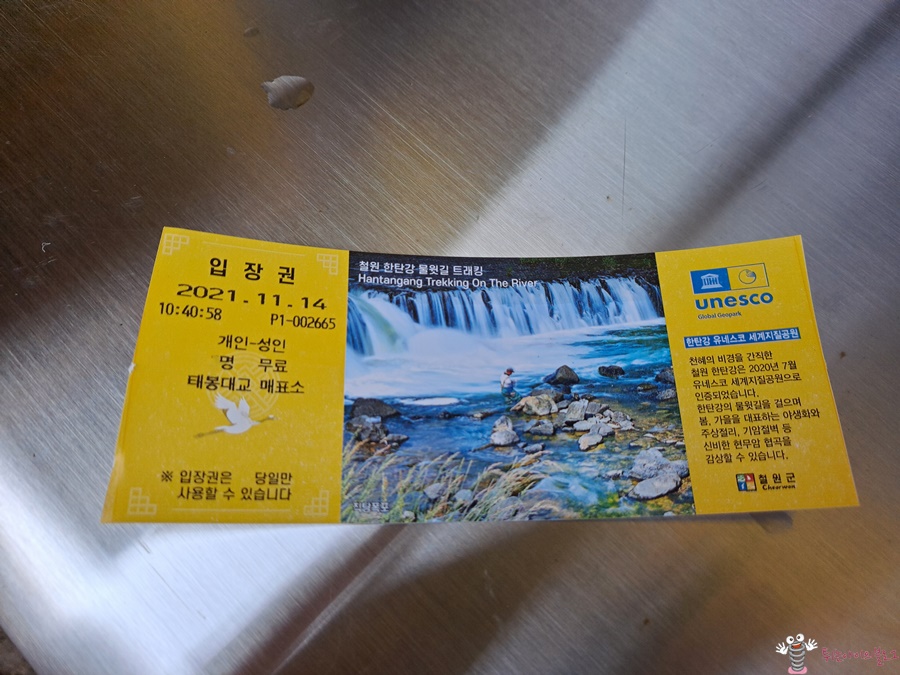 입장권
2021.11.14
10:40:58 P1-002665
개인-성인
명 무료
태봉대교 매표소
※ 입장권은 당일만
사용할 수 있습니다
철원 한탄강 물윗길 트래킹
Hantangang Trekking On The River
직탕폭포
unesco
Global Geopark
한탄강 유네스코 세계지질공원
천혜의 비경을 간직한
철원 한탄강은 2020년 7월
유네스코 세계지질공원으로
인증되었습니다.
한탄강의 물윗길을 걸으며
봄, 가을을 대표하는 야생화와
주상절리, 기암절벽 등
신비한 현무암 협곡을
감상할 수 있습니다.
철원군
Cheorwon